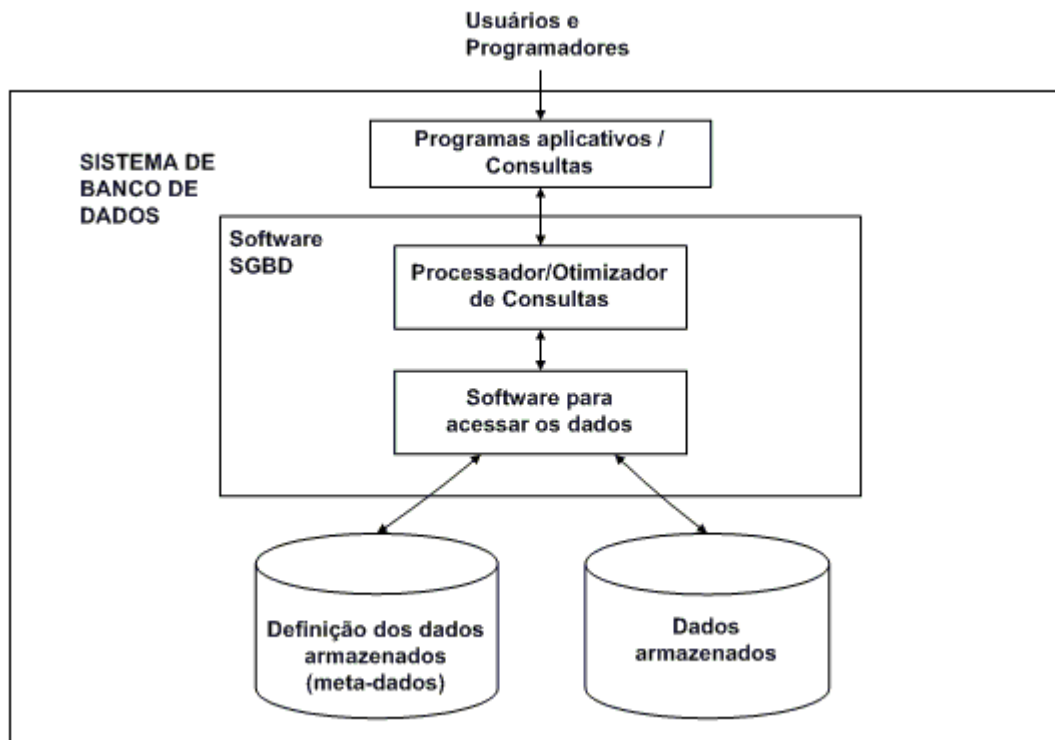 Usuários e
Programadores
Programas aplicativos /
Consultas
SISTEMA DE
BANCO DE
DADOS
Software
SGBD
Processador/Otimizador
de Consultas
Software para
acessar os dados
Definição dos dados
armazenados
(meta-dados)
Dados
armazenados